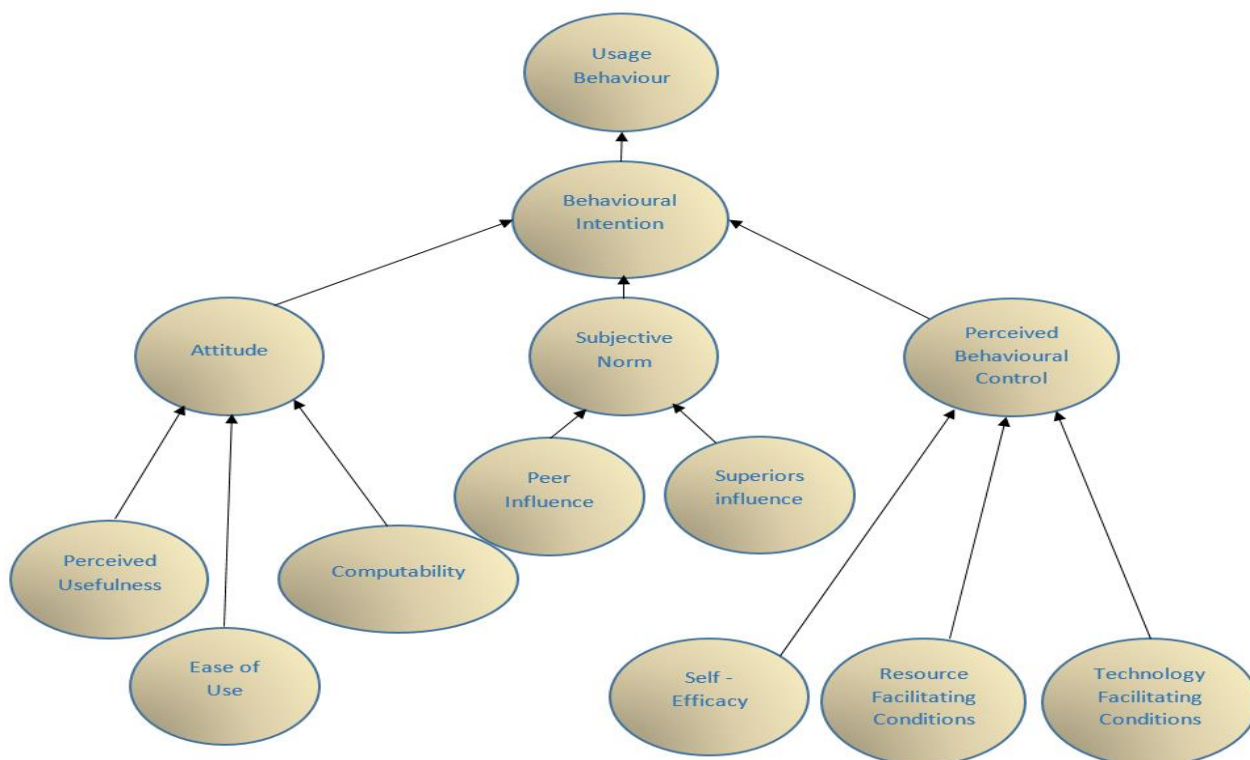 Usage
Behaviour
Behavioural
Intention
Attitude
Subjective
Norm
Perceived
Behavioural
Control
Peer
Influence
Superiors
influence
Perceived
Usefulness
Computability
Ease of
Use
Self -
Efficacy
Resource
Facilitating
Conditions
Technology
Facilitating
Conditions